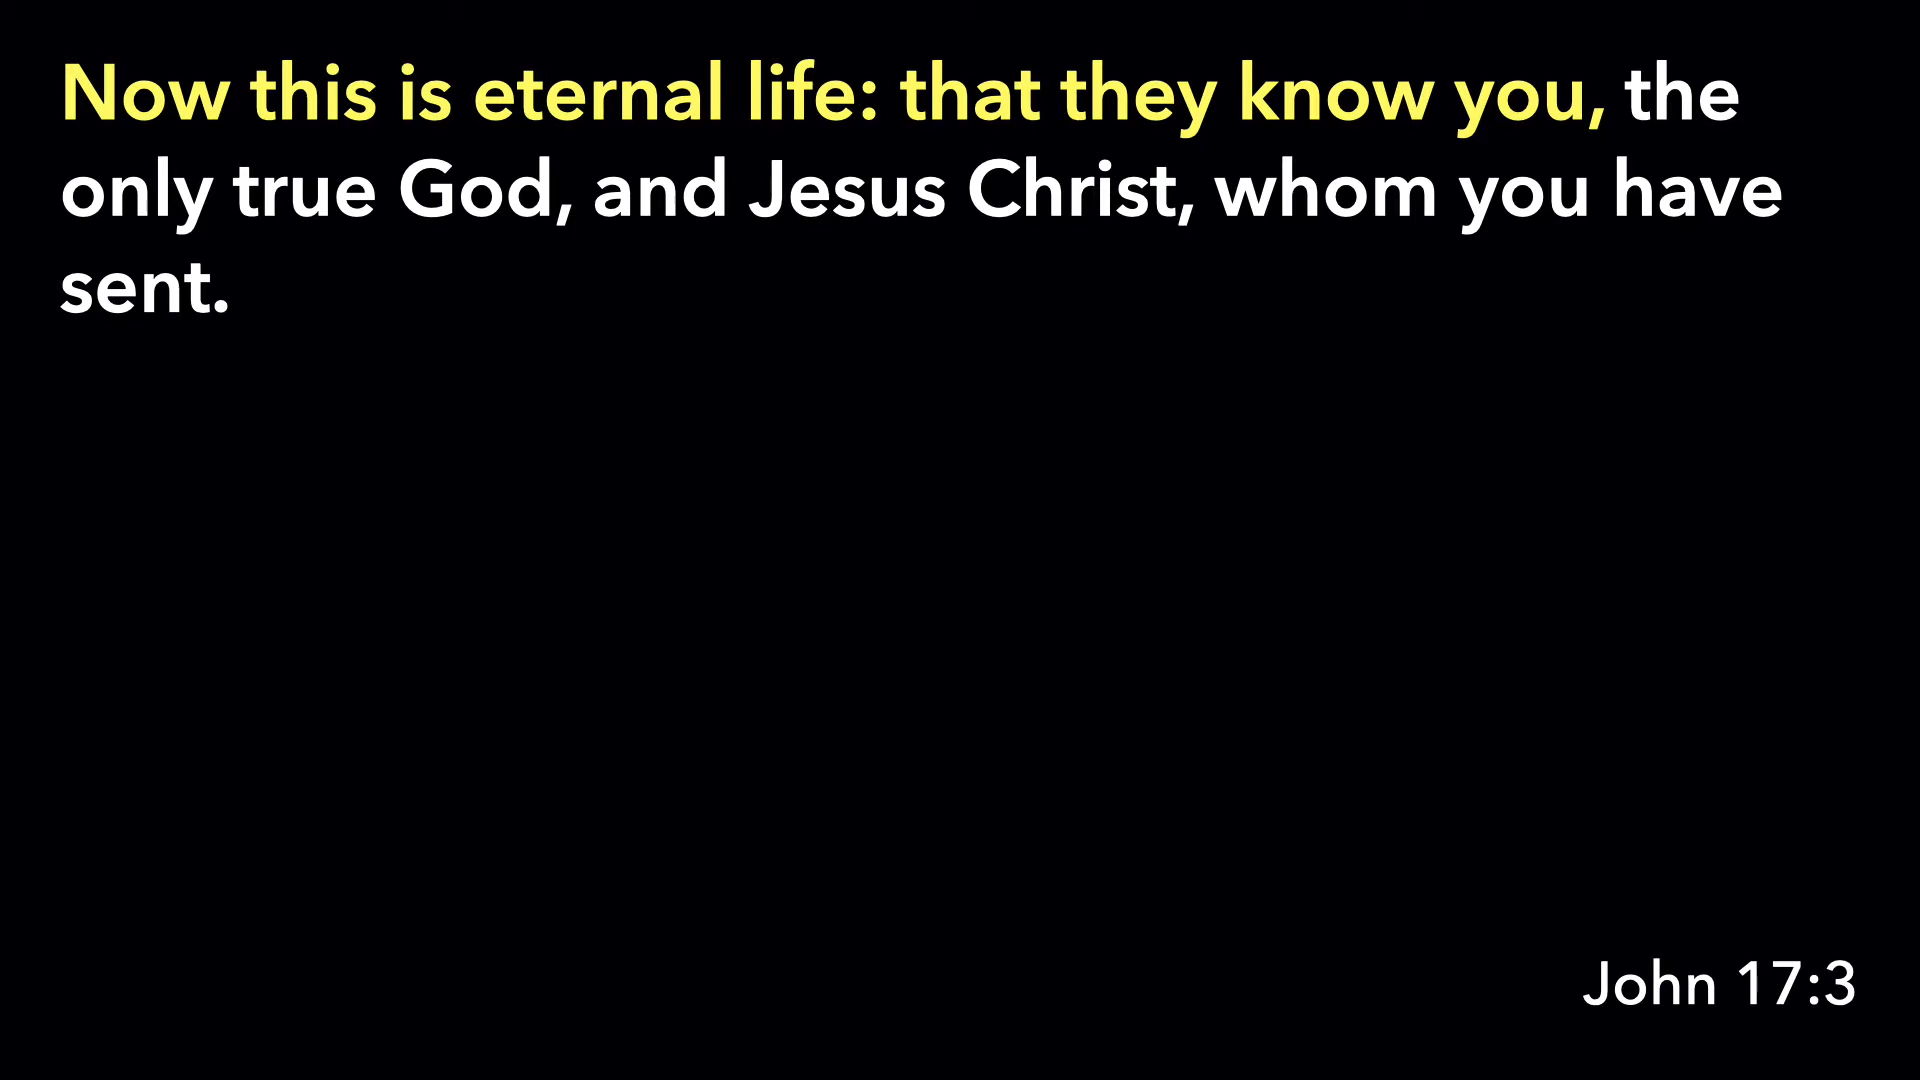 Now this is eternal life: that they know you, the
only true God, and Jesus Christ, whom you have
sent.
John 17:3